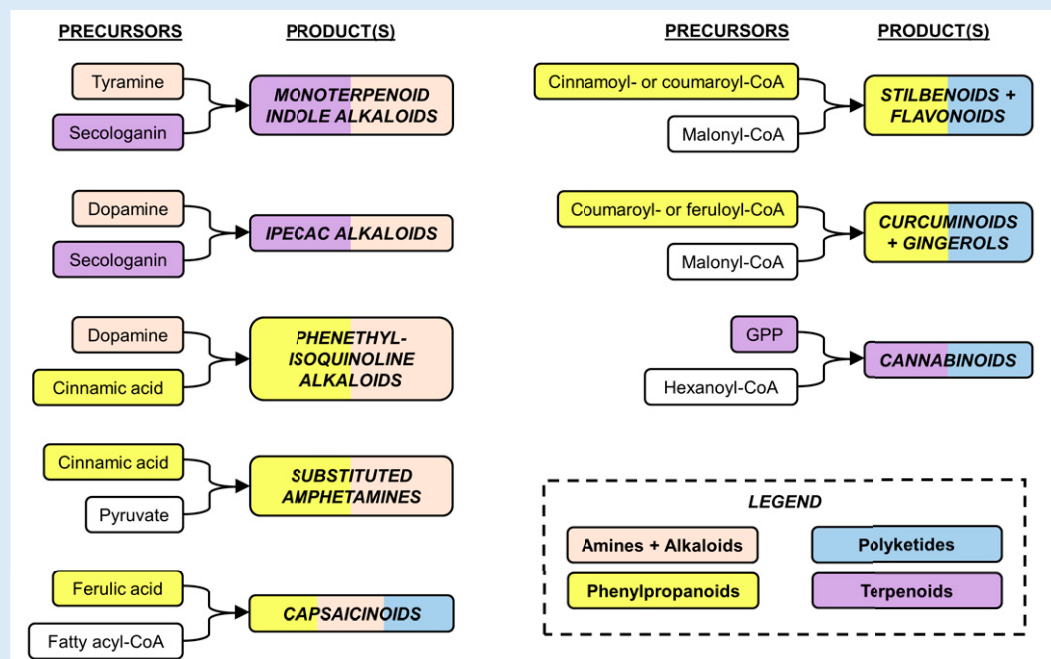 PRECURSORS
PRODUCT(S)
Tyramine
Secologanin
MONOTERPENOID
INDOLE ALKALOIDS
Dopamine
Secologanin
IPECAC ALKALOIDS
Dopamine
Cinnamic acid
PHENETHYL-
ISOQUINOLINE
ALKALOIDS
Cinnamic acid
Pyruvate
SUBSTITUTED
AMPHETAMINES
Ferulic acid
Fatty acyl-CoA
CAPSAICINOIDS
PRECURSORS
PRODUCT(S)
Cinnamoyl- or coumaroyl-CoA
Malonyl-CoA
STILBENOIDS +
FLAVONOIDS
Coumaroyl- or feruloyl-CoA
Malonyl-CoA
CURCUMINOIDS
+ GINGEROLS
GPP
Hexanoyl-CoA
CANNABINOIDS
LEGEND
Amines + Alkaloids
Polyketides
Phenylpropanoids
Terpenoids